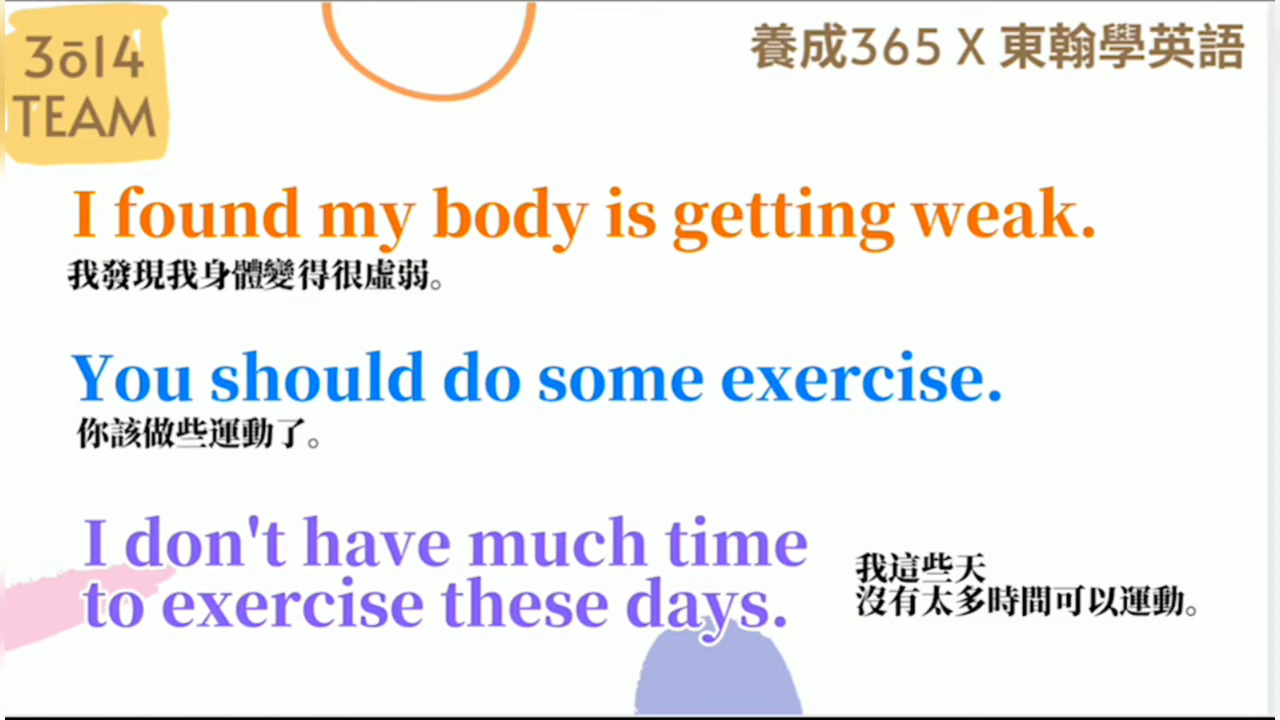 3ō14
TEAM
養成365 X 東翰學英語
I found my body is getting weak.
我發現我身體變得很虛弱。
You should do some exercise.
你該做些運動了。
I don't have much time
to exercise these days.
我這些天
沒有太多時間可以運動。